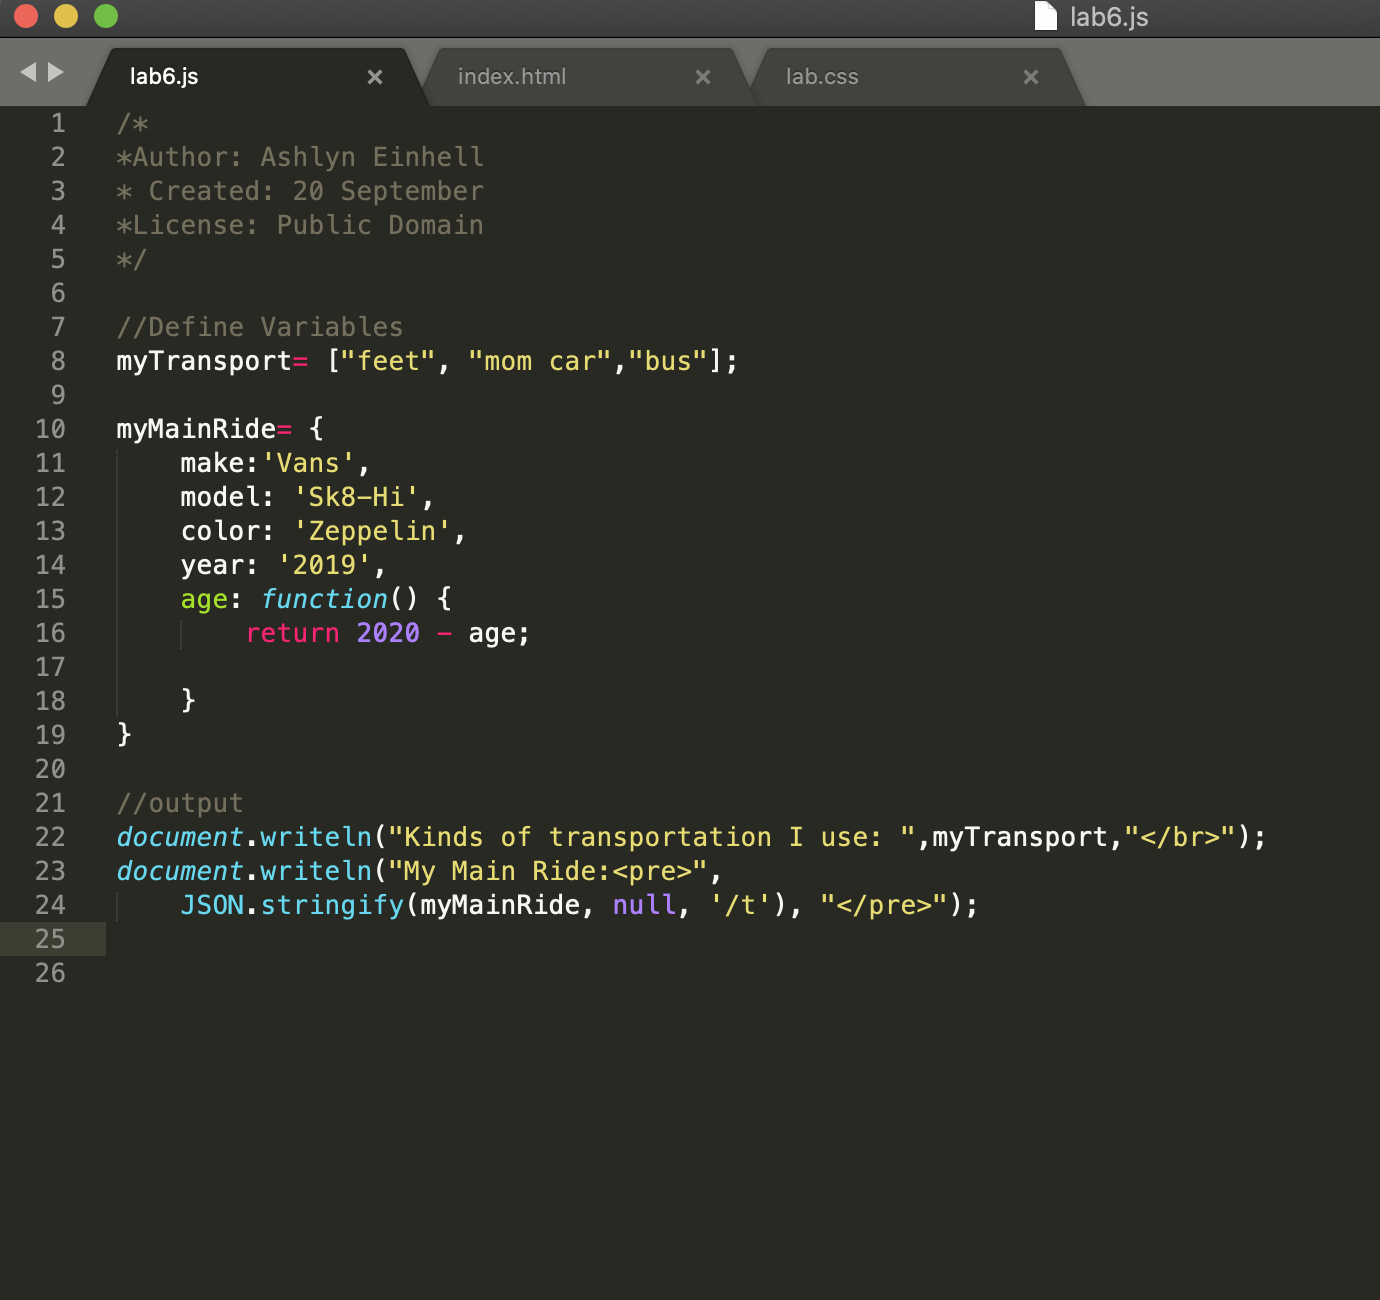 lab6.js
lab6.js × index.html × lab.css ×
1 /*
2 *Author: Ashlyn Einhell
3 * Created: 20 September
4 *License: Public Domain
5 */
6
7 //Define Variables
8 myTransport= ["feet", "mom car","bus"];
9
10 myMainRide= {
11     make:'Vans',
12     model: 'Sk8-Hi',
13     color: 'Zeppelin',
14     year: '2019',
15     age: function() {
16         return 2020 - age;
17
18     }
19 }
20
21 //output
22 document.writeln("Kinds of transportation I use: ",myTransport,"</br>");
23 document.writeln("My Main Ride:<pre>",
24     JSON.stringify(myMainRide, null, '/t'), "</pre>");
25
26